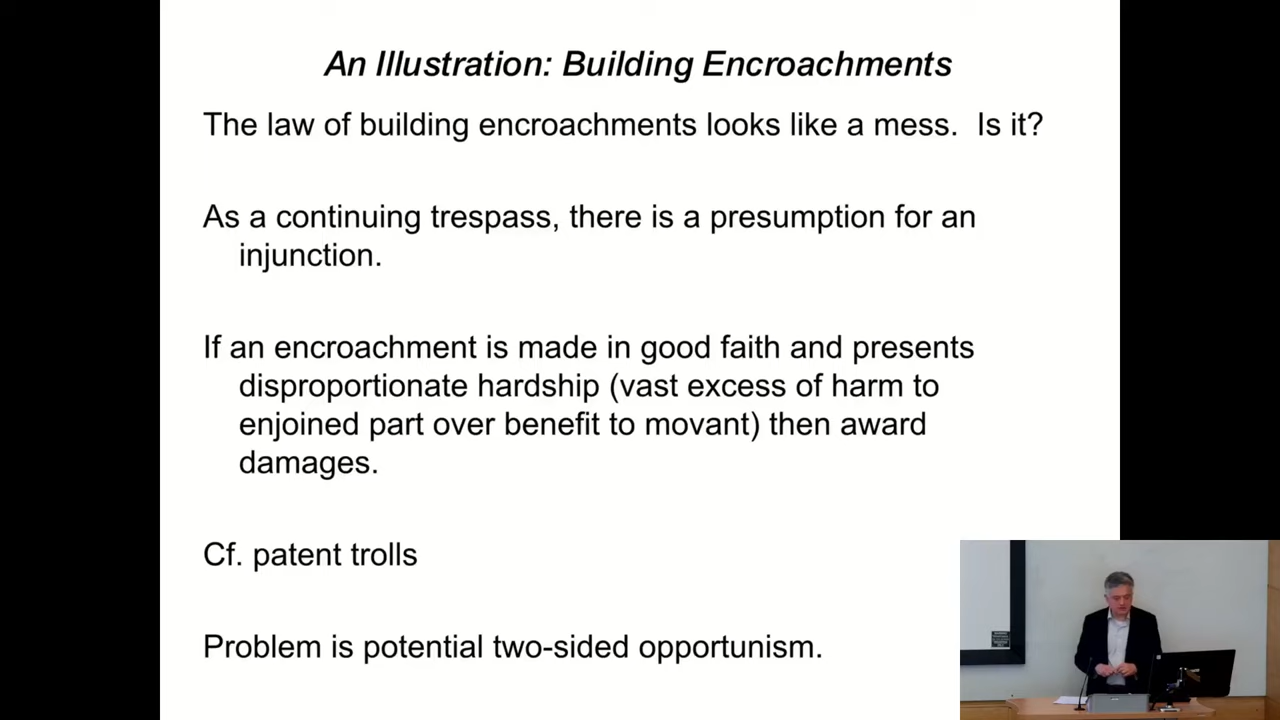 An Illustration: Building Encroachments
The law of building encroachments looks like a mess.  Is it?
As a continuing trespass, there is a presumption for an
injunction.
If an encroachment is made in good faith and presents
disproportionate hardship (vast excess of harm to
enjoined part over benefit to movant) then award
damages.
Cf. patent trolls
Problem is potential two-sided opportunism.